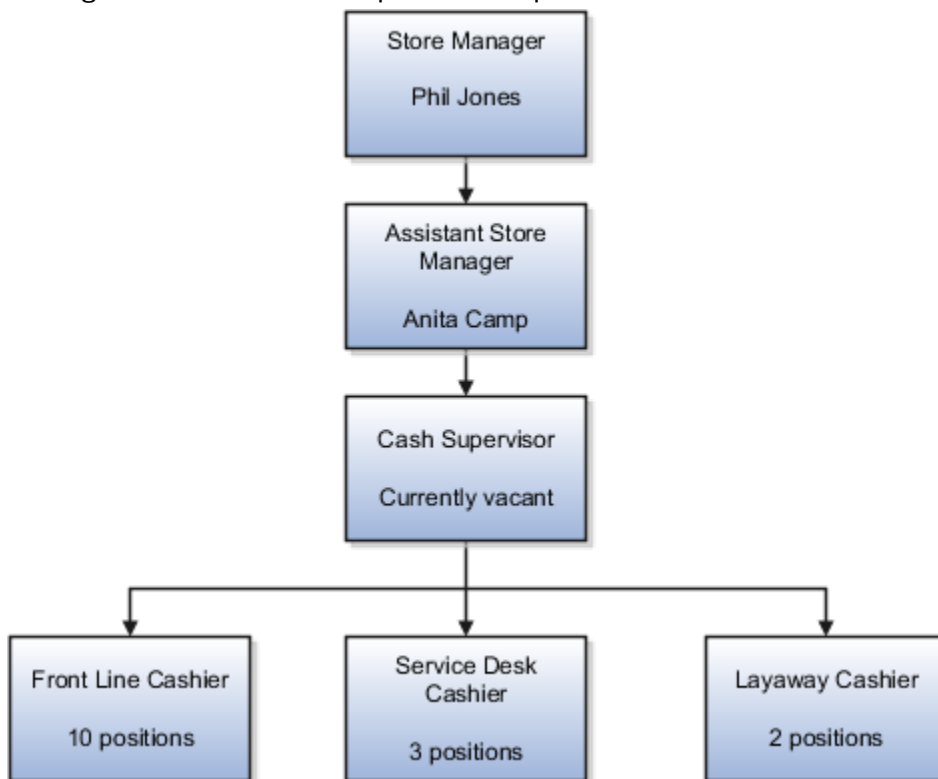 Store Manager
Phil Jones
Assistant Store
Manager
Anita Camp
Cash Supervisor
Currently vacant
Front Line Cashier
10 positions
Service Desk
Cashier
3 positions
Layaway Cashier
2 positions